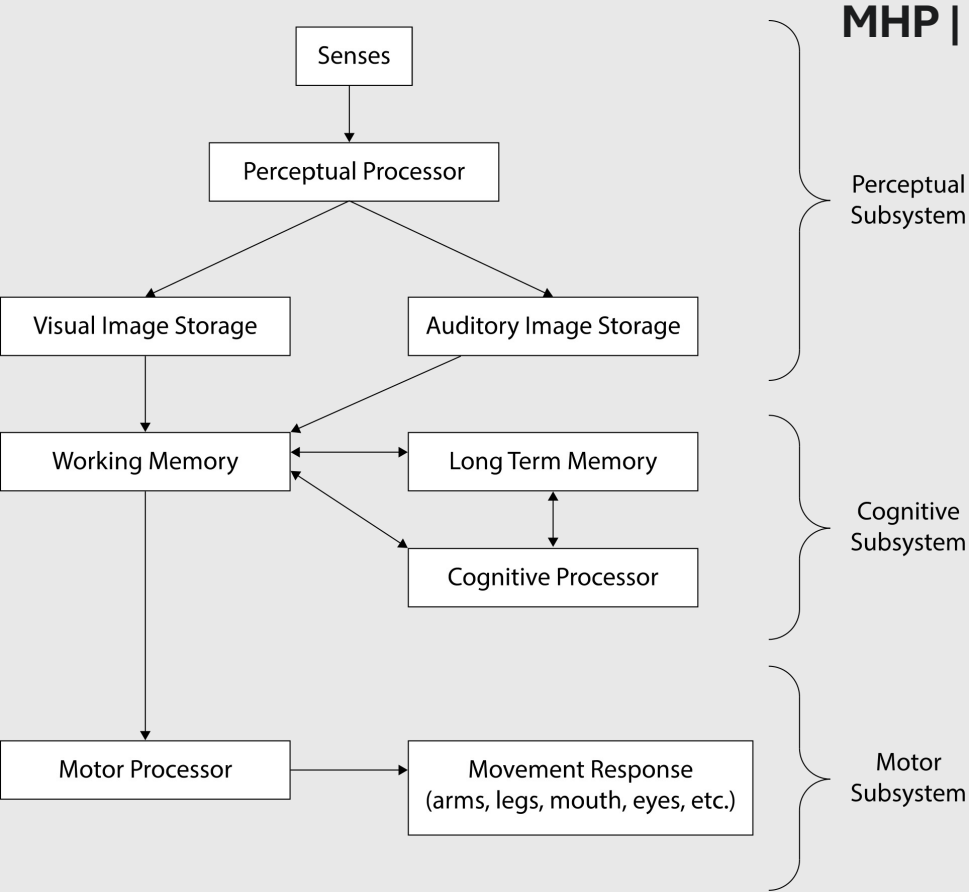 MHP |
Senses
Perceptual Processor
Perceptual
Subsystem
Visual Image Storage
Auditory Image Storage
Working Memory
Long Term Memory
Cognitive
Subsystem
Cognitive Processor
Motor Processor
Movement Response
(arms, legs, mouth, eyes, etc.)
Motor
Subsystem